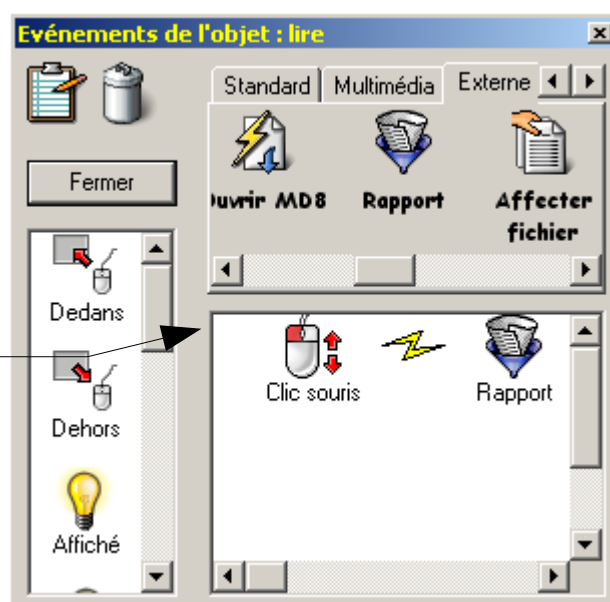 Evénements de l'objet : lire
Standard Multimédia Externe
Fermer
Ouvrir MD8 Rapport Affecter fichier
Dedans
Dehors
Affiché
Clic souris Rapport